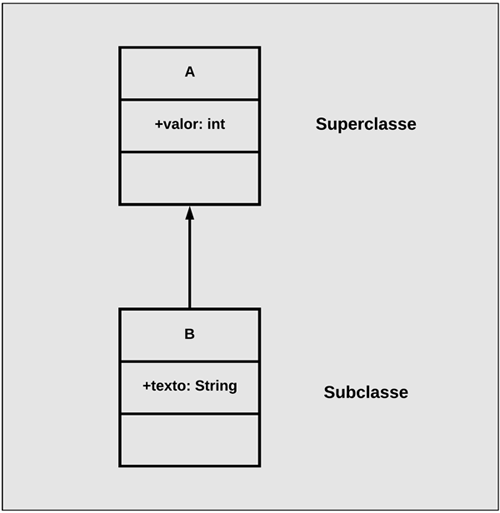 A
+valor: int
Superclasse
B
+texto: String
Subclasse